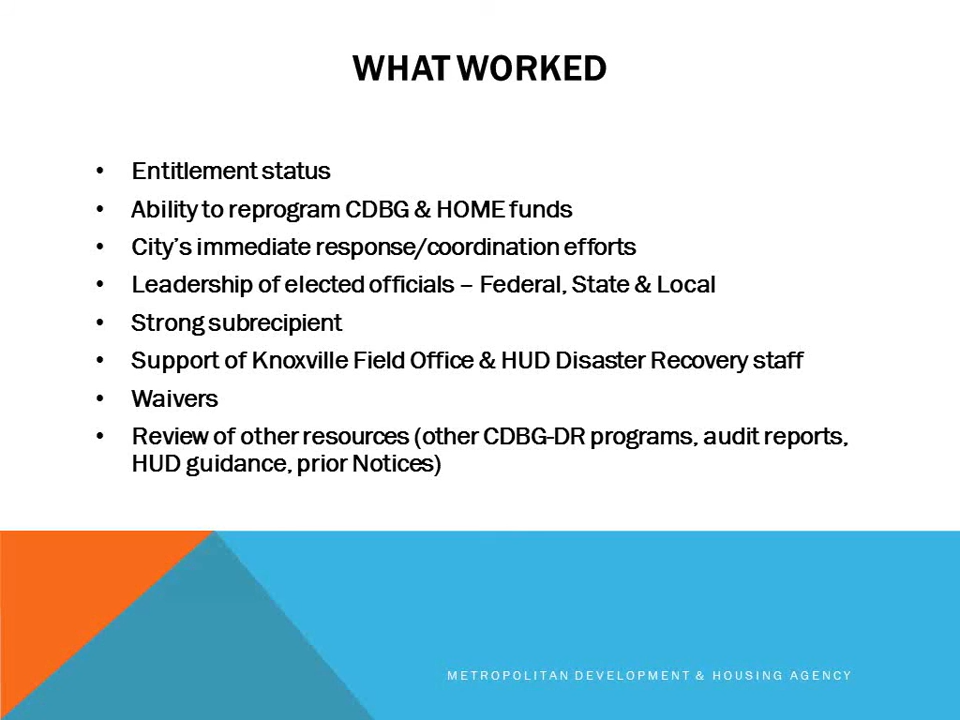 WHAT WORKED
• Entitlement status
• Ability to reprogram CDBG & HOME funds
• City's immediate response/coordination efforts
• Leadership of elected officials – Federal, State & Local
• Strong subrecipient
• Support of Knoxville Field Office & HUD Disaster Recovery staff
• Waivers
• Review of other resources (other CDBG-DR programs, audit reports,
HUD guidance, prior Notices)
METROPOLITAN DEVELOPMENT & HOUSING AGENCY